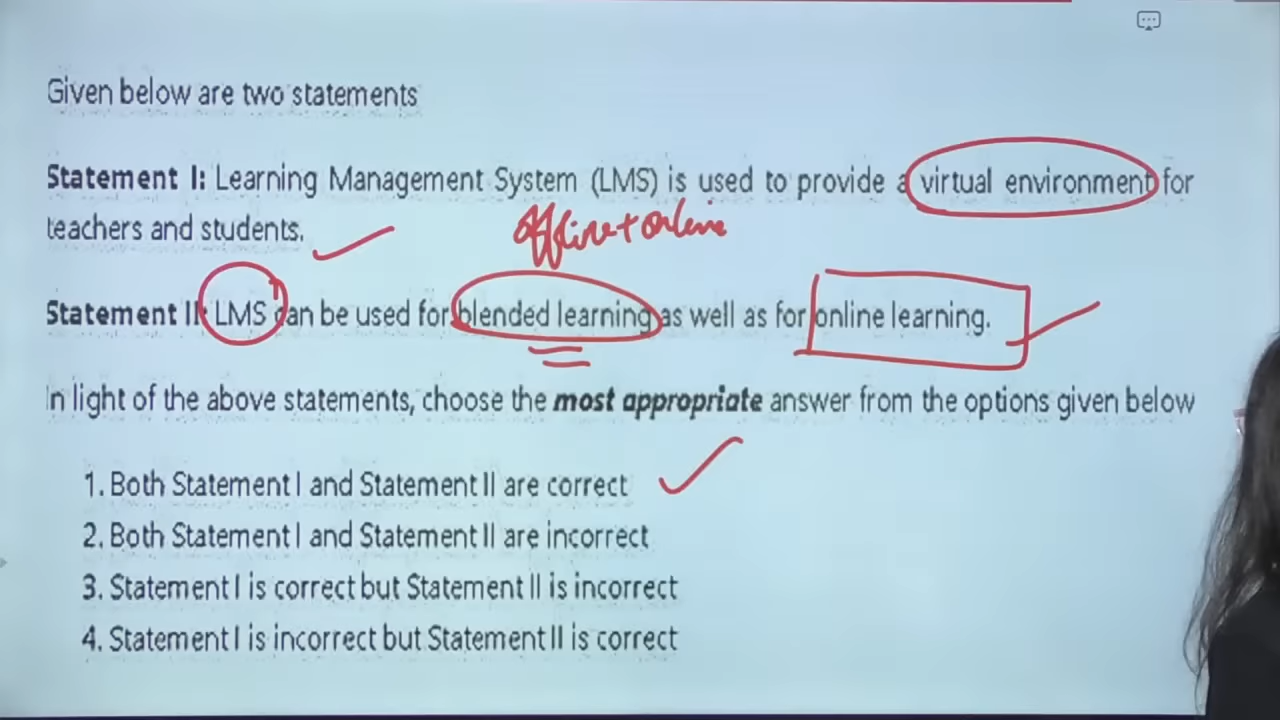 Given below are two statements
Statement I: Learning Management System (LMS) is used to provide a virtual environment for
teachers and students.
offline + online
Statement II: LMS can be used for blended learning as well as for online learning.
In light of the above statements, choose the most appropriate answer from the options given below
1. Both Statement I and Statement II are correct
2. Both Statement I and Statement II are incorrect
3. Statement I is correct but Statement II is incorrect
4. Statement I is incorrect but Statement II is correct